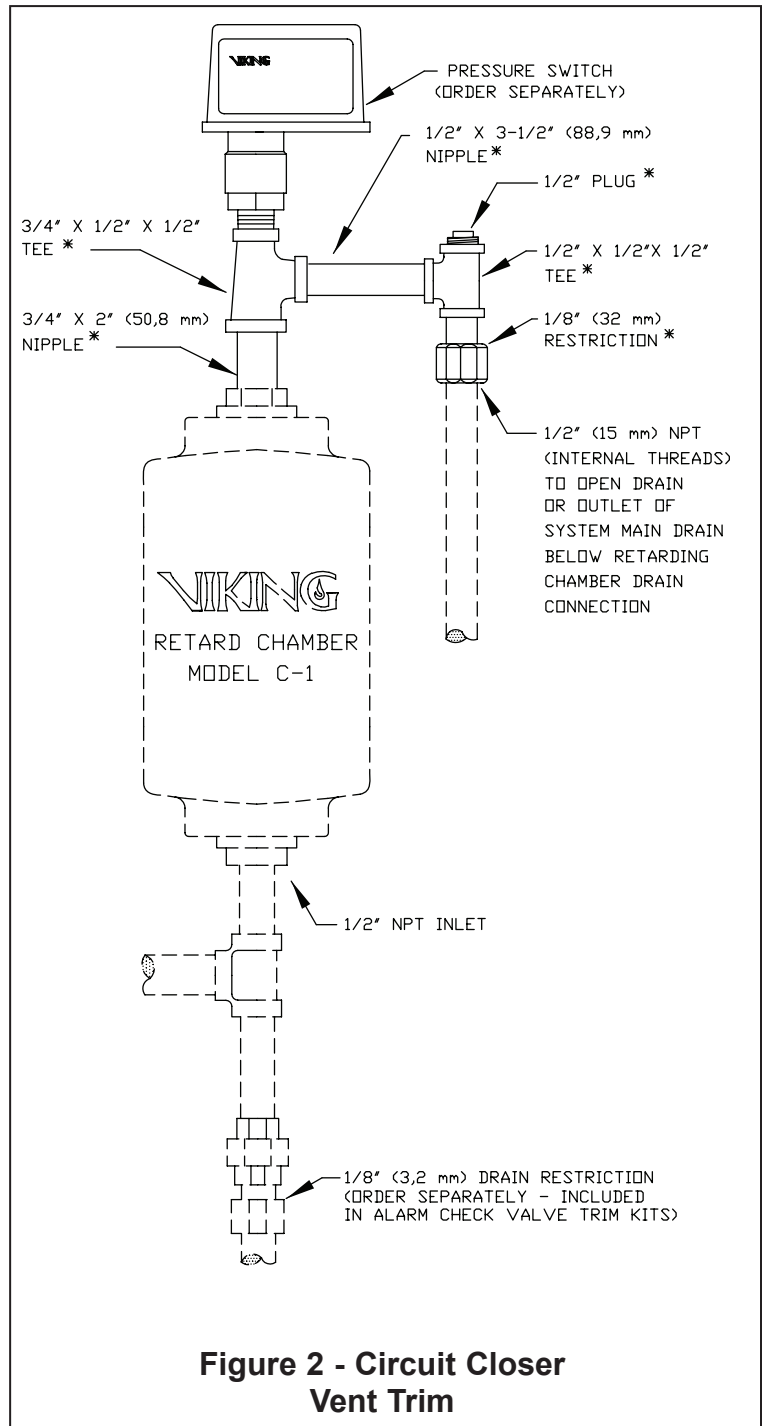 VIKING
PRESSURE SWITCH
(ORDER SEPARATELY)
1/2" X 3-1/2" (88,9 mm)
NIPPLE *
1/2" PLUG *
3/4" X 1/2" X 1/2"
TEE *
1/2" X 1/2"X 1/2"
TEE *
3/4" X 2" (50,8 mm)
NIPPLE *
1/8" (32 mm)
RESTRICTION *
1/2" (15 mm) NPT
(INTERNAL THREADS)
TO OPEN DRAIN
OR OUTLET OF
SYSTEM MAIN DRAIN
BELOW RETARDING
CHAMBER DRAIN
CONNECTION
VIKING
RETARD CHAMBER
MODEL C-1
1/2" NPT INLET
1/8" (3,2 mm) DRAIN RESTRICTION
(ORDER SEPARATELY - INCLUDED
IN ALARM CHECK VALVE TRIM KITS)
Figure 2 - Circuit Closer
Vent Trim